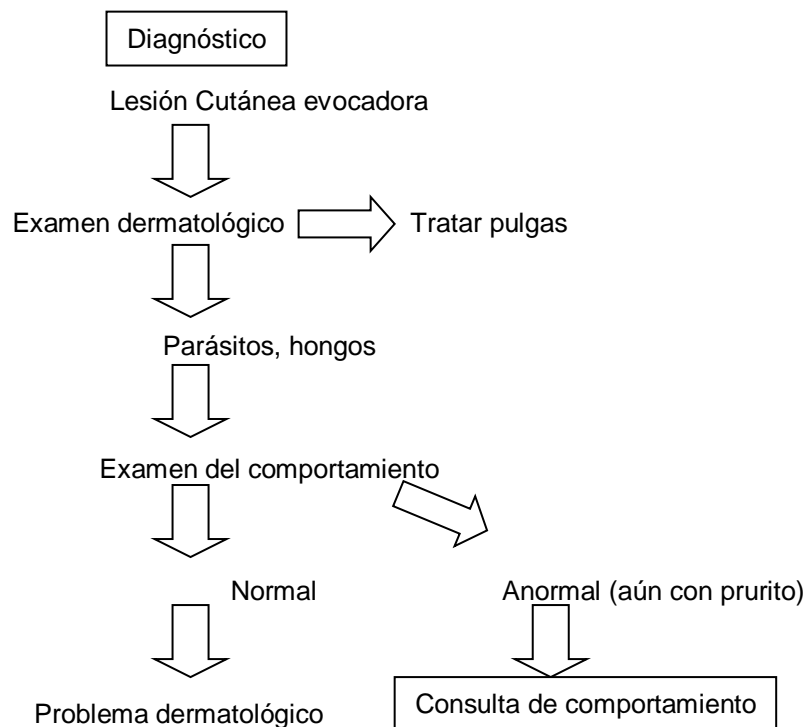 Diagnóstico
Lesión Cutánea evocadora
Examen dermatológico
Tratar pulgas
Parásitos, hongos
Examen del comportamiento
Normal
Anormal (aún con prurito)
Problema dermatológico
Consulta de comportamiento